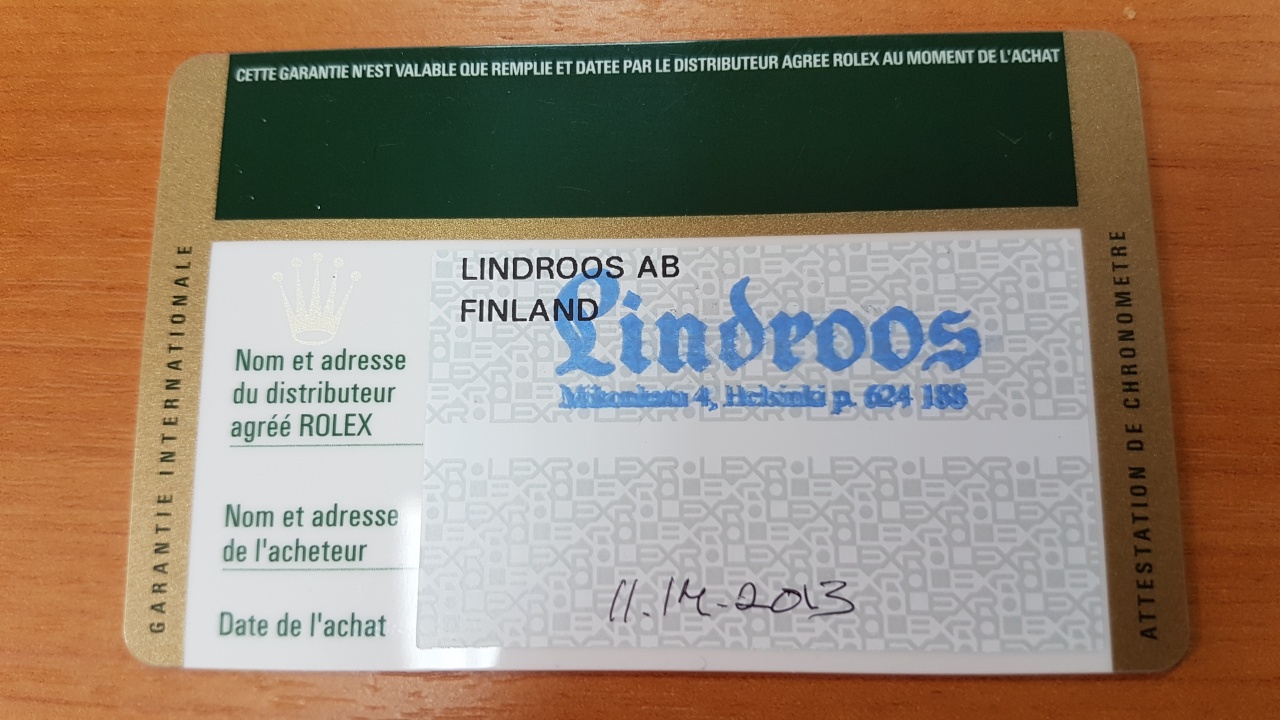 CETTE GARANTIE N'EST VALABLE QUE REMPLIE ET DATEE PAR LE DISTRIBUTEUR AGREE ROLEX AU MOMENT DE L'ACHAT
GARANTIE INTERNATIONALE
LINDROOS AB
FINLAND
Lindroos
Mikonkatu 4, Helsinki p. 624 188
Nom et adresse
du distributeur
agréé ROLEX
Nom et adresse
de l'acheteur
Date de l'achat
11.14-2013
ATTESTATION DE CHRONOMETRE